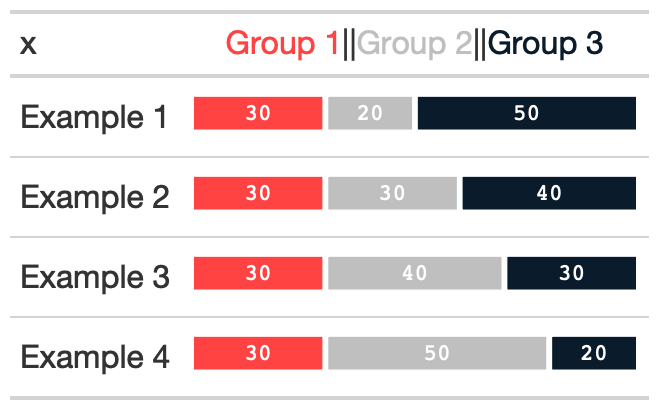 x Group 1||Group 2||Group 3
Example 1 30 20 50
Example 2 30 30 40
Example 3 30 40 30
Example 4 30 50 20